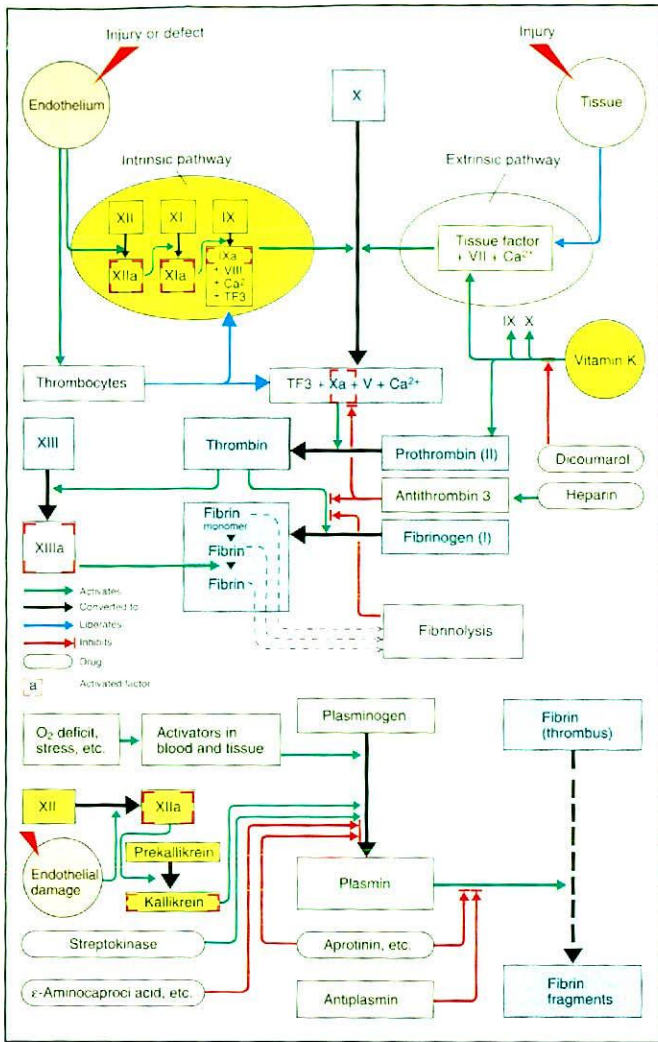 Injury or defect
Injury
Endothelium
X
Tissue
Intrinsic pathway
Extrinsic pathway
XII
XI
IX
XIIa
XIa
IXa
+ VIII
+ Ca2
+ TF3
Tissue factor
+ VII + Ca2+
IX
X
Vitamin K
Thrombocytes
TF3 + Xa + V + Ca2+
XIII
Thrombin
Prothrombin (II)
Dicoumarol
Antithrombin 3
Heparin
Fibrin
monomer
Fibrin
Fibrin
Fibrinogen (I)
XIIIa
Activates
Converted to
Liberates
Inhibits
Drug
a
Activated factor
Fibrinolysis
O2 deficit,
stress, etc.
Activators in
blood and tissue
Plasminogen
Fibrin
(thrombus)
XII
XIIa
Prekallikrein
Endothelial
damage
Kallikrein
Plasmin
Streptokinase
Aprotinin, etc.
ε-Aminocaproci acid, etc.
Antiplasmin
Fibrin
fragments